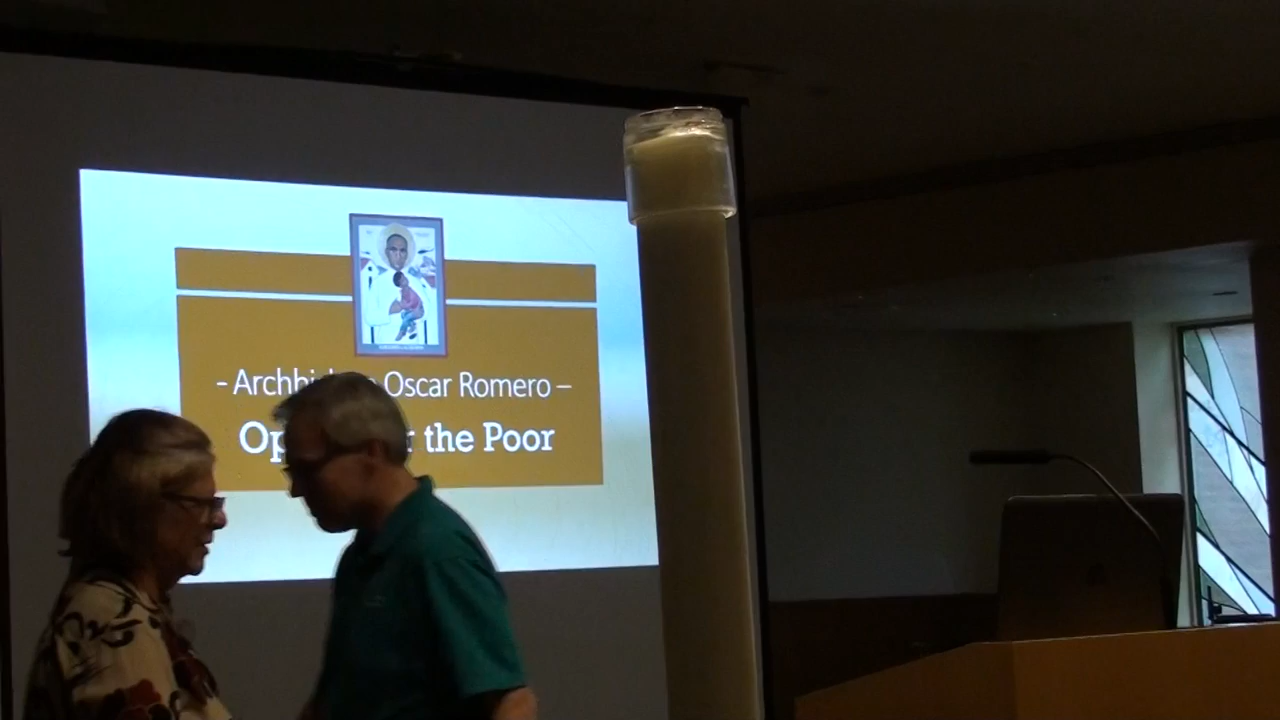 - Archbi Oscar Romero –
Op r the Poor